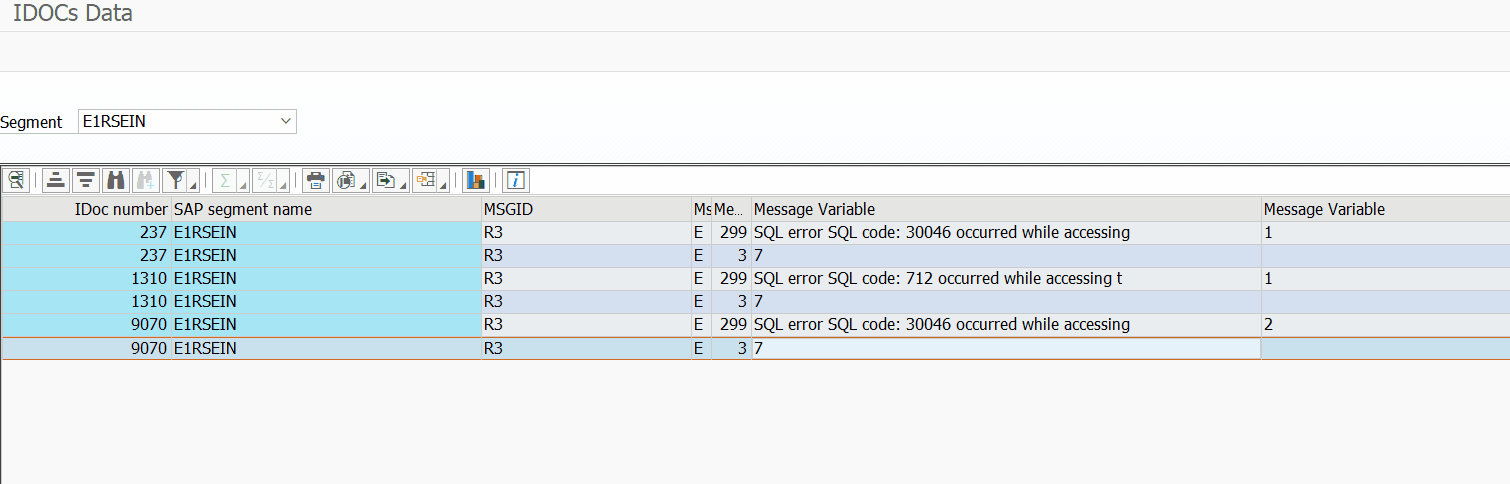 IDOCs Data
Segment E1RSEIN
IDoc number SAP segment name MSGID Ms Me... Message Variable Message Variable
237 E1RSEIN R3 E 299 SQL error SQL code: 30046 occurred while accessing 1
237 E1RSEIN R3 E 3 7
1310 E1RSEIN R3 E 299 SQL error SQL code: 712 occurred while accessing t 1
1310 E1RSEIN R3 E 3 7
9070 E1RSEIN R3 E 299 SQL error SQL code: 30046 occurred while accessing 2
9070 E1RSEIN R3 E 3 7